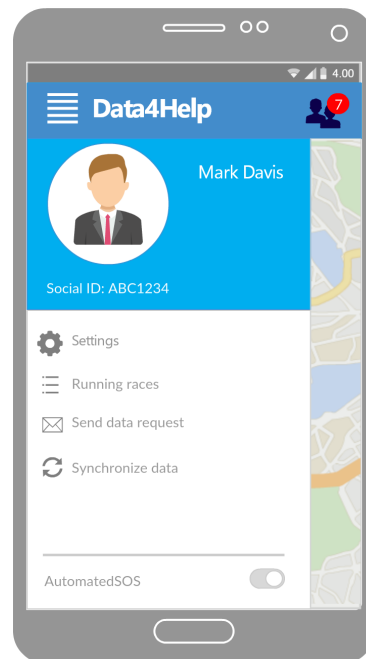 4.00
Data4Help
7
Mark Davis
Social ID: ABC1234
Settings
Running races
Send data request
Synchronize data
AutomatedSOS